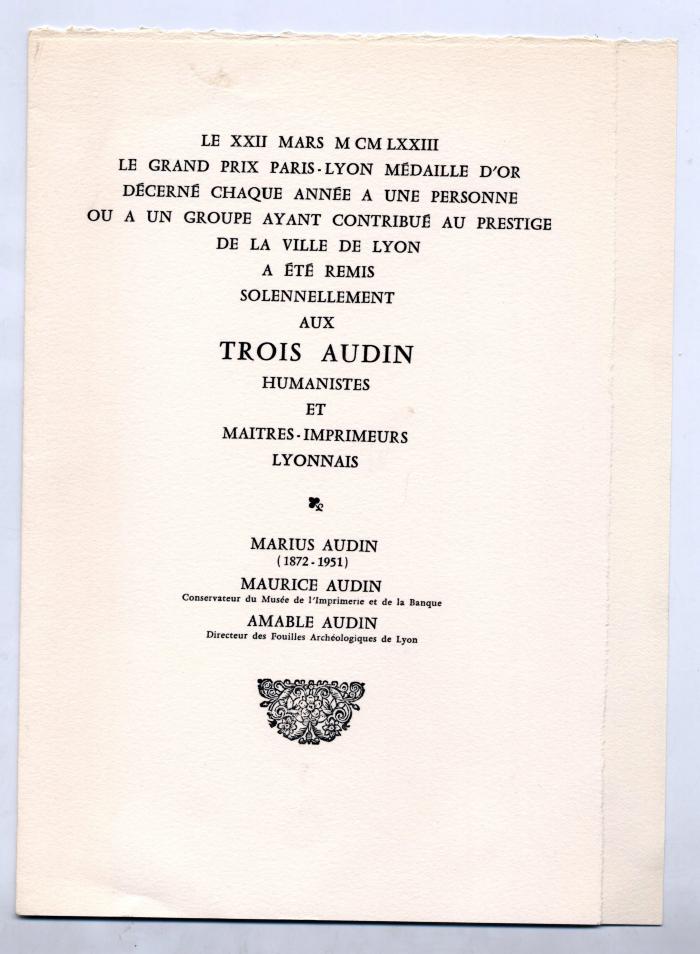 LE XXII MARS M CM LXXIII
LE GRAND PRIX PARIS-LYON MÉDAILLE D'OR
DÉCERNÉ CHAQUE ANNÉE A UNE PERSONNE
OU A UN GROUPE AYANT CONTRIBUÉ AU PRESTIGE
DE LA VILLE DE LYON
A ÉTÉ REMIS
SOLENNELLEMENT
AUX
TROIS AUDIN
HUMANISTES
ET
MAITRES-IMPRIMEURS
LYONNAIS
MARIUS AUDIN
(1872-1951)
MAURICE AUDIN
Conservateur du Musée de l'Imprimerie et de la Banque
AMABLE AUDIN
Directeur des Fouilles Archéologiques de Lyon